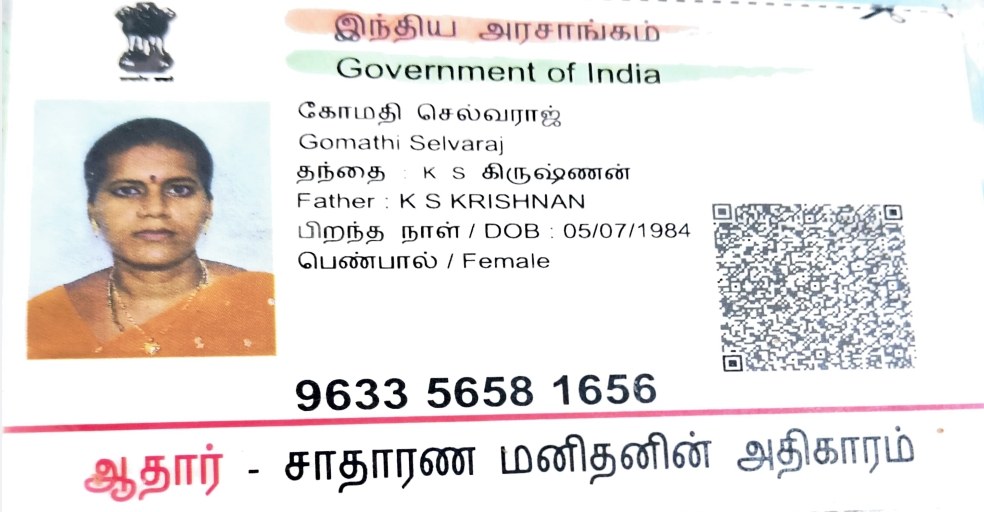 இந்திய அரசாங்கம்
Government of India
கோமதி செல்வராஜ்
Gomathi Selvaraj
தந்தை : K S கிருஷ்ணன்
Father : K S KRISHNAN
பிறந்த நாள் / DOB : 05/07/1984
பெண்பால் / Female
9633 5658 1656
ஆதார் - சாதாரண மனிதனின் அதிகாரம்